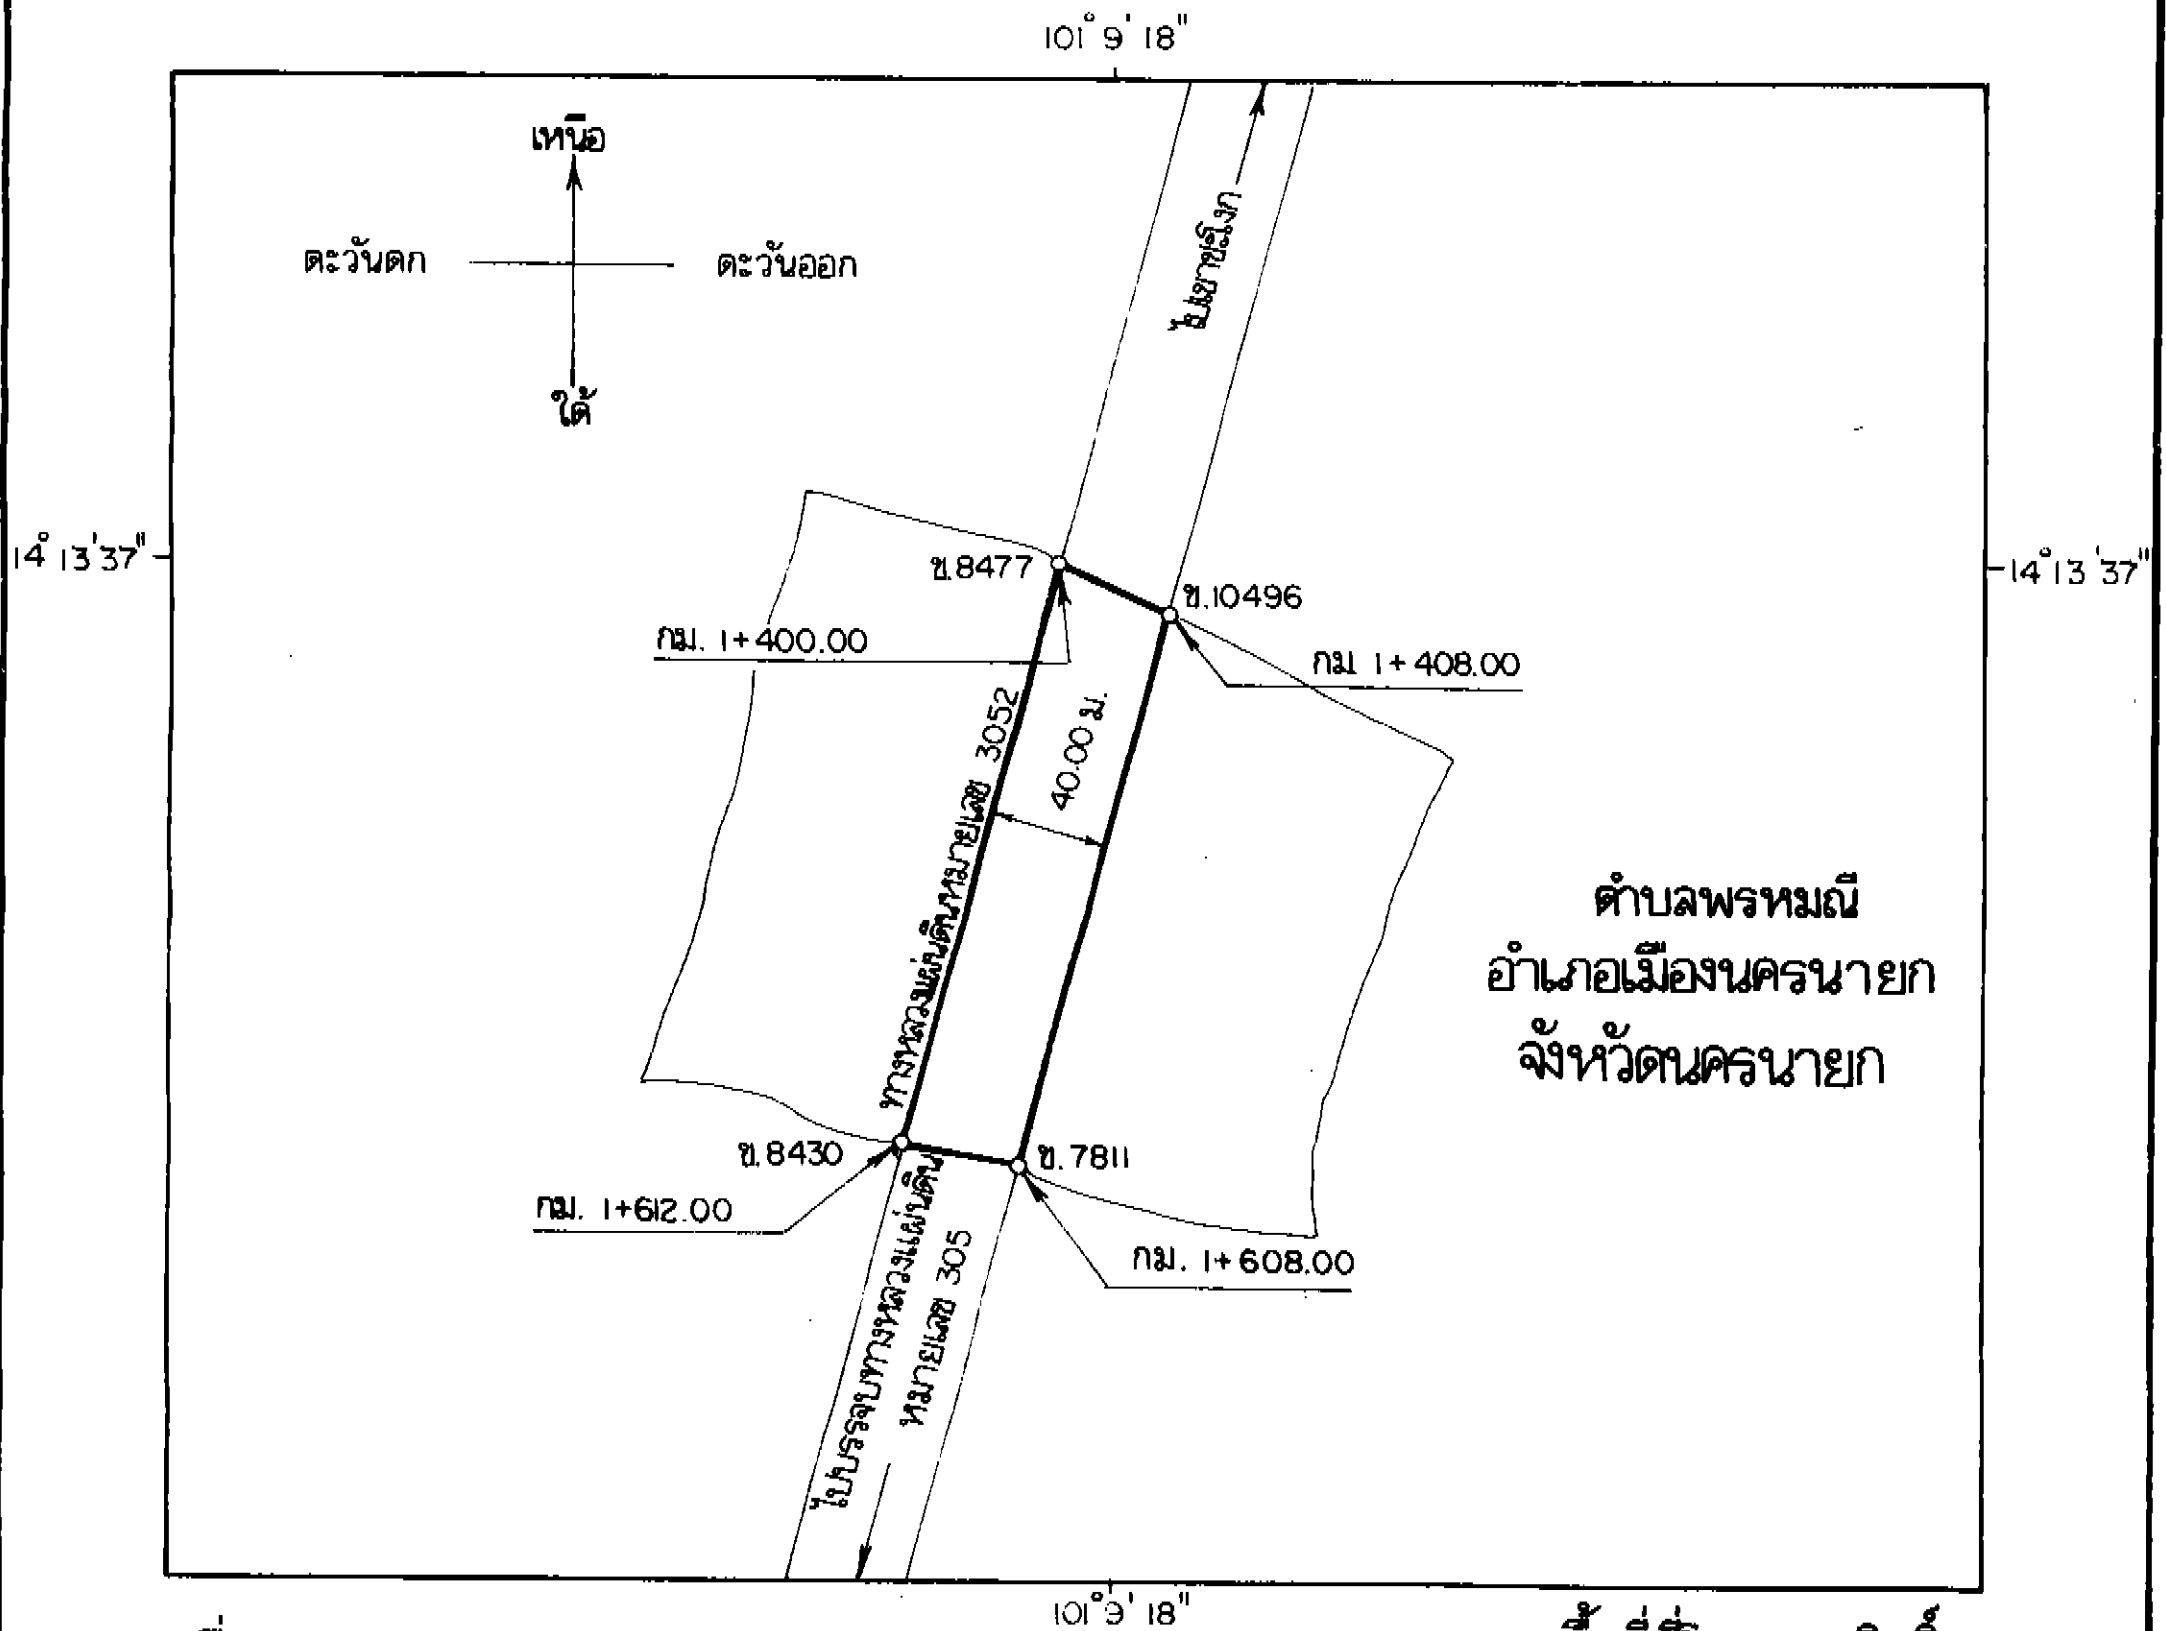 101° 9' 18"
เหนือ
ตะวันตก
ตะวันออก
ใต้
ไปเขาชะโงก
14° 13' 37"
14° 13' 37"
ข.8477
ข.10496
กม. 1+400.00
กม 1+408.00
ทางหลวงแผ่นดินหมายเลข 3052
40.00 ม.
ตำบลพรหมณี
อำเภอเมืองนครนายก
จังหวัดนครนายก
ข.8430
ข.7811
กม. 1+612.00
กม. 1+608.00
ไปบรรจบทางหลวงแผ่นดิน
หมายเลข 305
101° 9' 18"